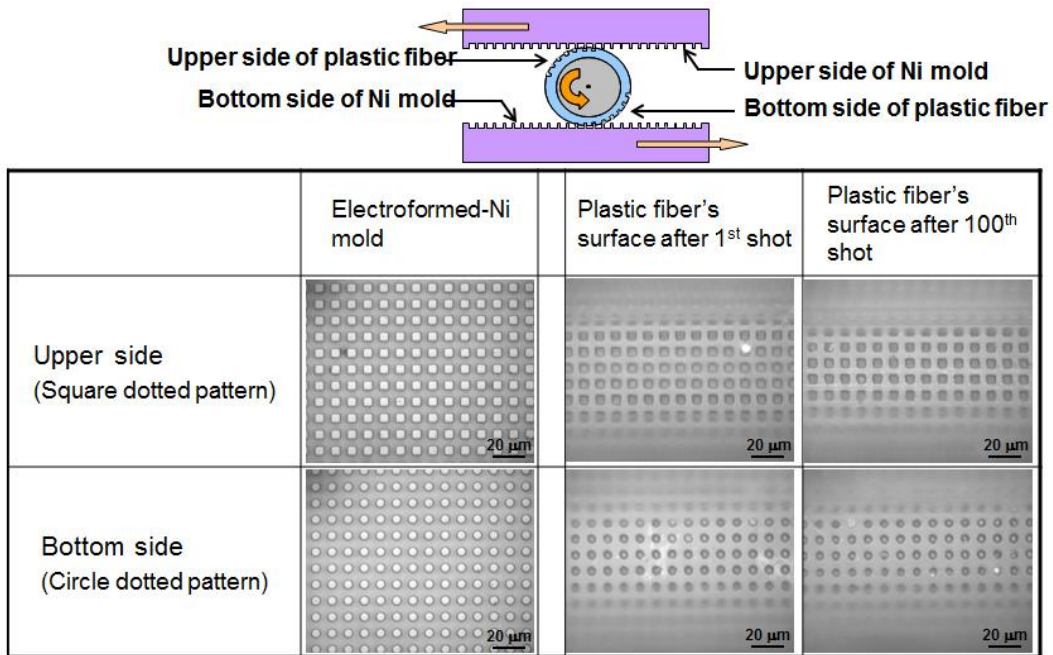 Upper side of plastic fiber
Upper side of Ni mold
Bottom side of Ni mold
Bottom side of plastic fiber
Electroformed-Ni
mold
Plastic fiber's
surface after 1st shot
Plastic fiber's
surface after 100th
shot
Upper side
(Square dotted pattern)
20 μm
20 μm
20 μm
Bottom side
(Circle dotted pattern)
20 μm
20 μm
20 μm